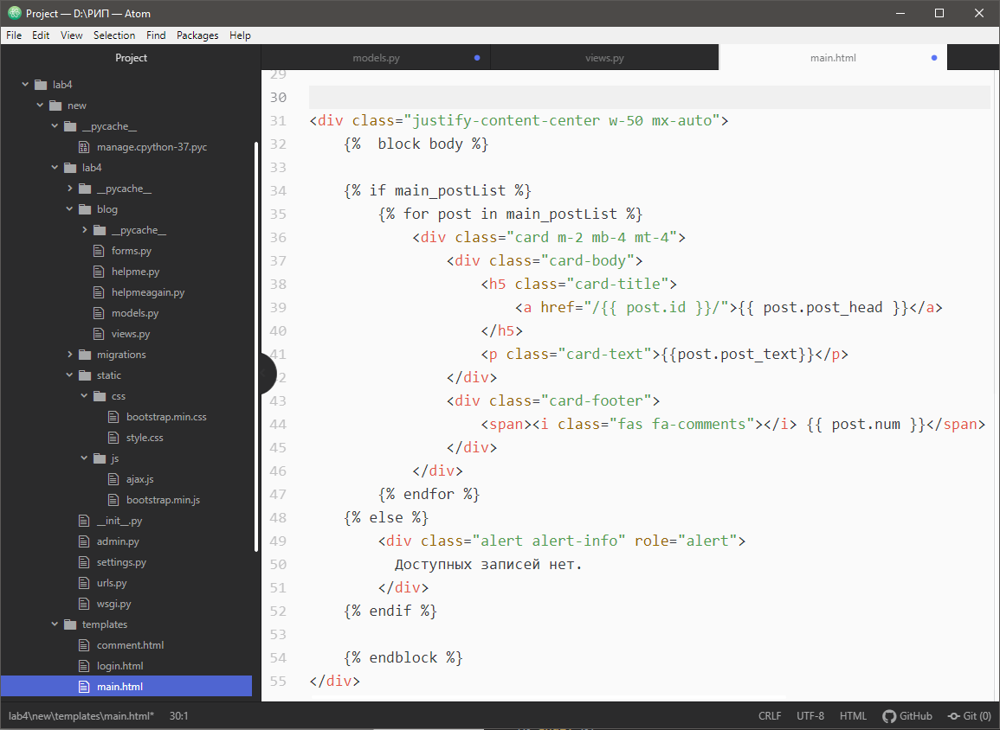 Project — D:\РИП — Atom
File Edit View Selection Find Packages Help
Project
lab4
new
__pycache__
manage.cpython-37.pyc
lab4
__pycache__
blog
__pycache__
forms.py
helpme.py
helpmeagain.py
models.py
views.py
migrations
static
css
bootstrap.min.css
style.css
js
ajax.js
bootstrap.min.js
__init__.py
admin.py
settings.py
urls.py
wsgi.py
templates
comment.html
login.html
main.html
models.py views.py main.html
29
30
31 <div class="justify-content-center w-50 mx-auto">
32 {%  block body %}
33
34 {% if main_postList %}
35 {% for post in main_postList %}
36 <div class="card m-2 mb-4 mt-4">
37 <div class="card-body">
38 <h5 class="card-title">
39 <a href="/{{ post.id }}/">{{ post.post_head }}</a>
40 </h5>
41 <p class="card-text">{{post.post_text}}</p>
2 </div>
43 <div class="card-footer">
44 <span><i class="fas fa-comments"></i> {{ post.num }}</span>
45 </div>
46 </div>
47 {% endfor %}
48 {% else %}
49 <div class="alert alert-info" role="alert">
50 Доступных записей нет.
51 </div>
52 {% endif %}
53
54 {% endblock %}
55 </div>
lab4\new\templates\main.html* 30:1 CRLF UTF-8 HTML GitHub Git (0)